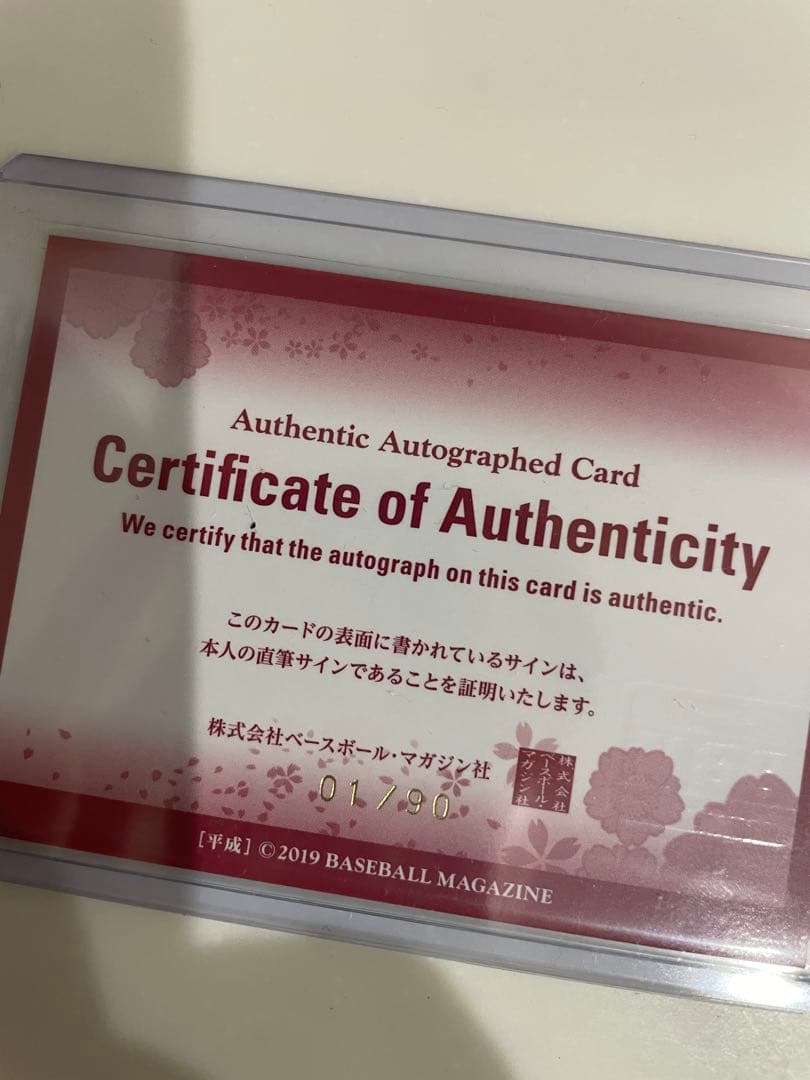 Authentic Autographed Card
Certificate of Authenticity
We certify that the autograph on this card is authentic.
このカードの表面に書かれているサインは、
本人の直筆サインであることを証明いたします。
株式会社ベースボール・マガジン社
株式会社
ベースボール・
マガジン社
01/90
[平成] © 2019 BASEBALL MAGAZINE